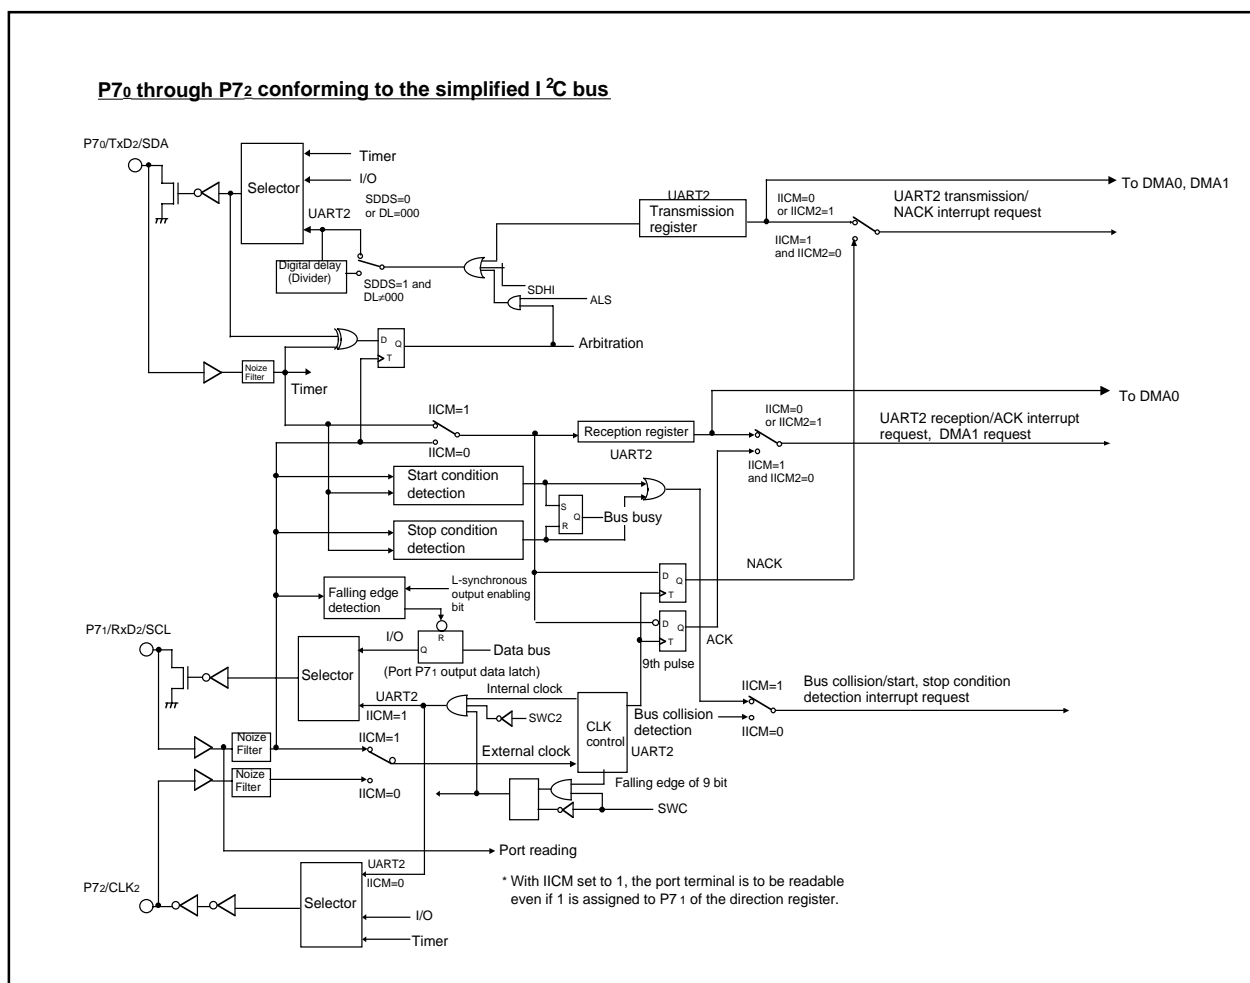 P70 through P72 conforming to the simplified I 2C bus
P70/TxD2/SDA
Selector
Timer
I/O
SDDS=0
or DL=000
UART2
Digital delay
(Divider)
SDDS=1 and
DL≠000
UART2
Transmission
register
SDHI
ALS
IICM=0
or IICM2=1
IICM=1
and IICM2=0
To DMA0, DMA1
UART2 transmission/
NACK interrupt request
D
Q
T
Arbitration
Noize
Filter
Timer
IICM=1
IICM=0
Reception register
UART2
IICM=0
or IICM2=1
IICM=1
and IICM2=0
To DMA0
UART2 reception/ACK interrupt
request, DMA1 request
Start condition
detection
Stop condition
detection
S
R
Q
Bus busy
NACK
D
Q
T
D
Q
T
ACK
9th pulse
Falling edge
detection
L-synchronous
output enabling
bit
R
Q
I/O
Data bus
(Port P71 output data latch)
P71/RxD2/SCL
Selector
UART2
IICM=1
Internal clock
SWC2
CLK
control
UART2
Bus collision
detection
IICM=1
IICM=0
Bus collision/start, stop condition
detection interrupt request
Noize
Filter
IICM=1
External clock
Noize
Filter
IICM=0
Falling edge of 9 bit
SWC
Port reading
UART2
IICM=0
P72/CLK2
Selector
I/O
Timer
* With IICM set to 1, the port terminal is to be readable
even if 1 is assigned to P7 1 of the direction register.